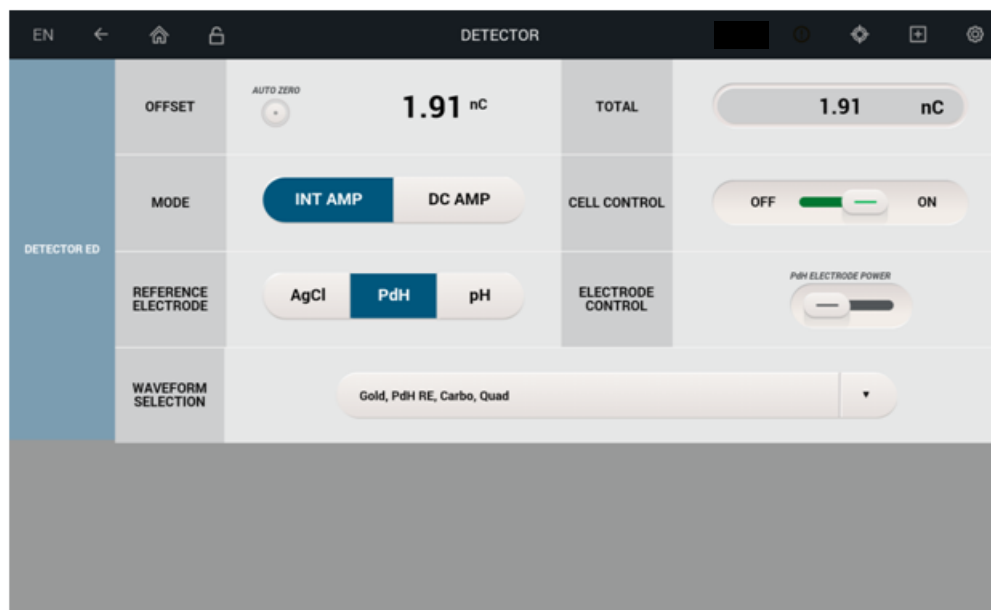 EN
DETECTOR
DETECTOR ED
OFFSET
AUTO ZERO
1.91 nC
TOTAL
1.91 nC
MODE
INT AMP
DC AMP
CELL CONTROL
OFF
ON
REFERENCE
ELECTRODE
AgCl
PdH
pH
ELECTRODE
CONTROL
PdH ELECTRODE POWER
WAVEFORM
SELECTION
Gold, PdH RE, Carbo, Quad